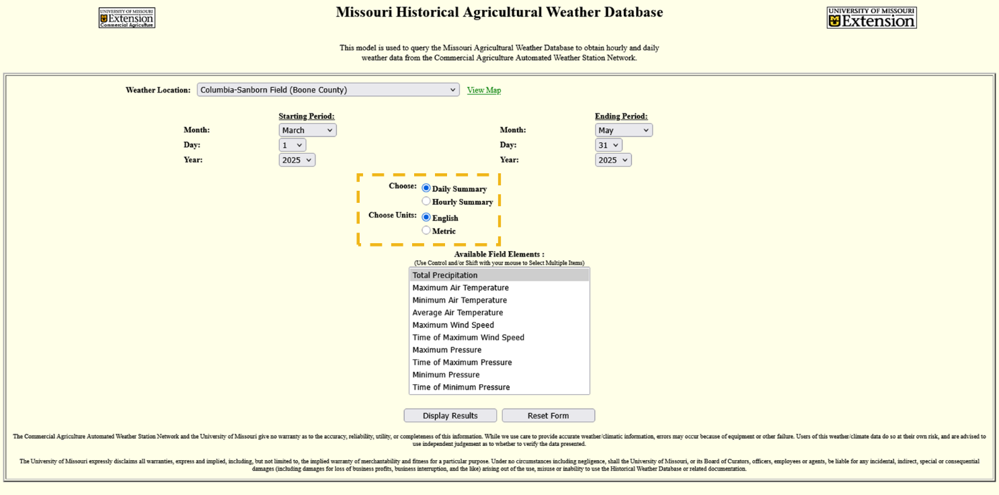 UNIVERSITY OF MISSOURI
Extension
Commercial Agriculture
Missouri Historical Agricultural Weather Database
UNIVERSITY OF MISSOURI
Extension
This model is used to query the Missouri Agricultural Weather Database to obtain hourly and daily
weather data from the Commercial Agriculture Automated Weather Station Network.
Weather Location: Columbia-Sanborn Field (Boone County) View Map
Starting Period: Ending Period:
Month: March Month: May
Day: 1 Day: 31
Year: 2025 Year: 2025
Choose: Daily Summary
Hourly Summary
Choose Units: English
Metric
Available Field Elements :
(Use Control and/or Shift with your mouse to Select Multiple Items)
Total Precipitation
Maximum Air Temperature
Minimum Air Temperature
Average Air Temperature
Maximum Wind Speed
Time of Maximum Wind Speed
Maximum Pressure
Time of Maximum Pressure
Minimum Pressure
Time of Minimum Pressure
Display Results Reset Form
The Commercial Agriculture Automated Weather Station Network and the University of Missouri give no warranty as to the accuracy, reliability, utility, or completeness of this information. While we use care to provide accurate weather/climatic information, errors may occur because of equipment or other failure. Users of this weather/climate data do so at their own risk, and are advised to
use independent judgement as to whether to verify the data presented.
The University of Missouri expressly disclaims all warranties, express and implied, including, but not limited to, the implied warranty of merchantability and fitness for a particular purpose. Under no circumstances including negligence, shall the University of Missouri, or its Board of Curators, officers, employees or agents, be liable for any incidental, indirect, special or consequential
damages (including damages for loss of business profits, business interruption, and the like) arising out of the use, misuse or inability to use the Historical Weather Database or related documentation.